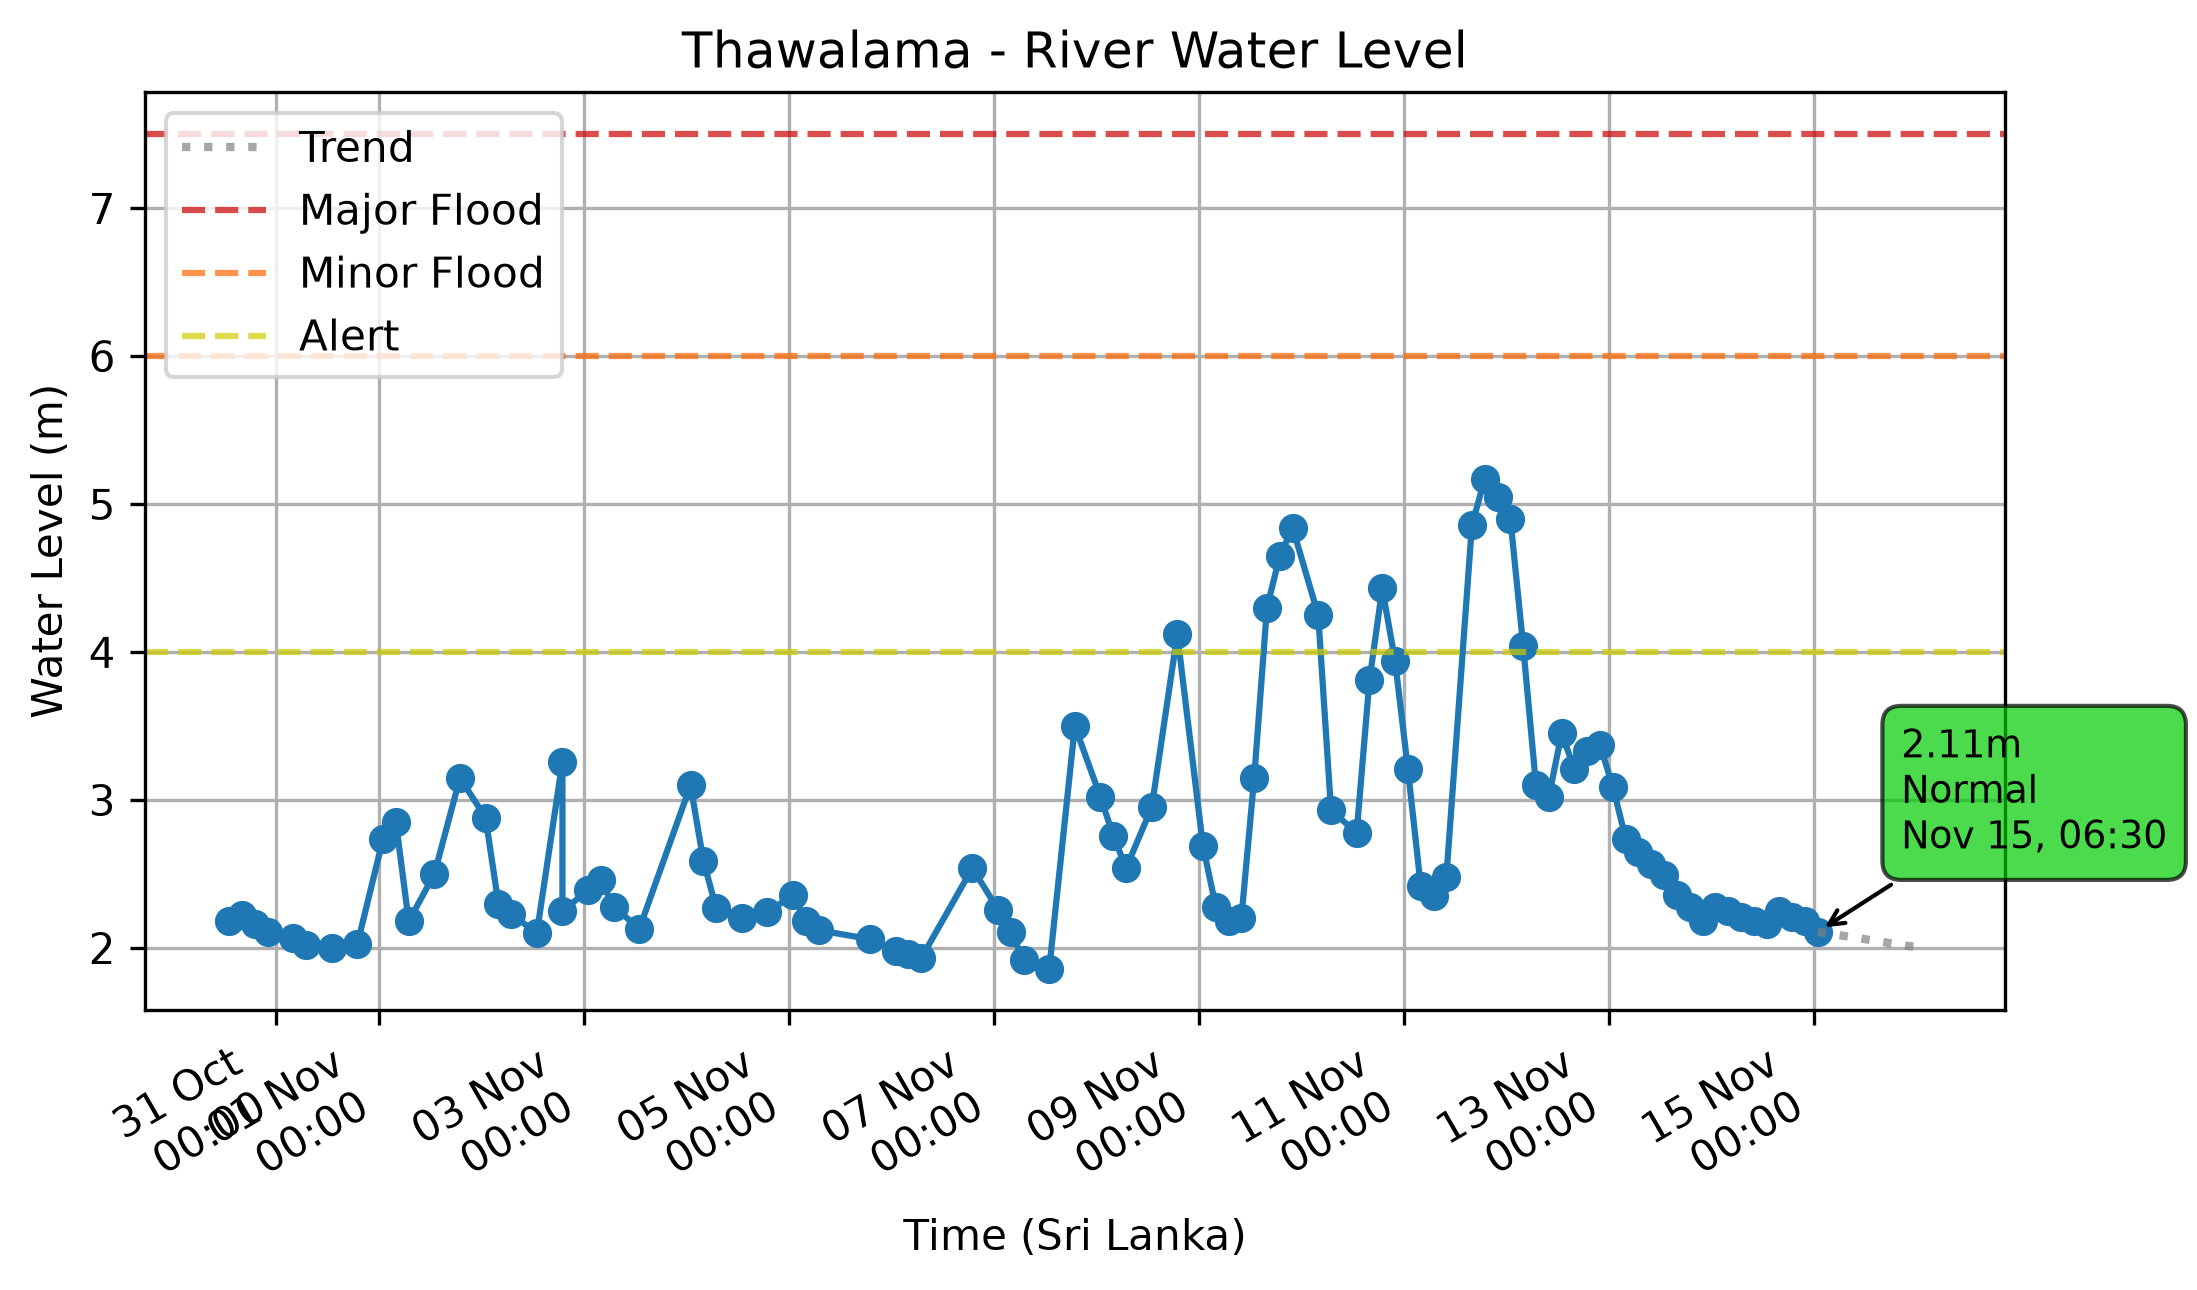 Thawalama - River Water Level
Trend
Major Flood
Minor Flood
Alert
Water Level (m)
7
6
5
4
3
2
2.11m
Normal
Nov 15, 06:30
31 Oct
00:00
01 Nov
00:00
03 Nov
00:00
05 Nov
00:00
07 Nov
00:00
09 Nov
00:00
11 Nov
00:00
13 Nov
00:00
15 Nov
00:00
Time (Sri Lanka)